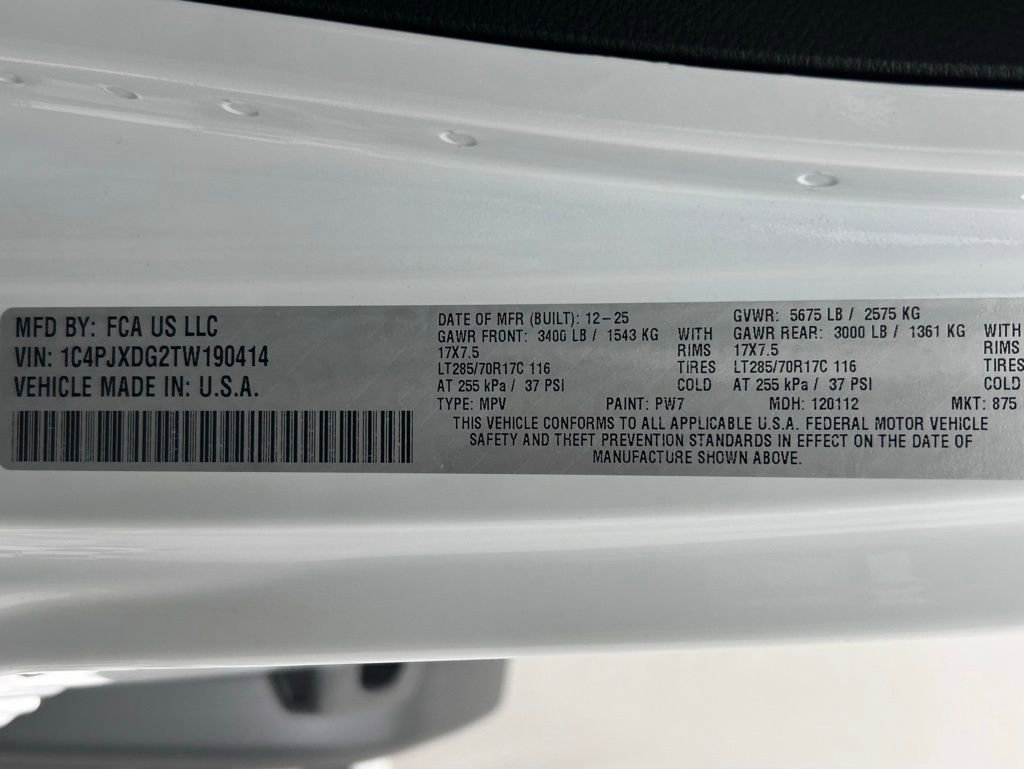 MFD BY: FCA US LLC
VIN: 1C4PJXDG2TW190414
VEHICLE MADE IN: U.S.A.
DATE OF MFR (BUILT): 12-25 GVWR: 5675 LB / 2575 KG
GAWR FRONT: 3400 LB / 1543 KG WITH GAWR REAR: 3000 LB / 1361 KG WITH
17X7.5 RIMS 17X7.5 RIMS
LT285/70R17C 116 TIRES LT285/70R17C 116 TIRES
AT 255 kPa / 37 PSI COLD AT 255 kPa / 37 PSI COLD
TYPE: MPV PAINT: PW7 MDH: 120112 MKT: 875
THIS VEHICLE CONFORMS TO ALL APPLICABLE U.S.A. FEDERAL MOTOR VEHICLE
SAFETY AND THEFT PREVENTION STANDARDS IN EFFECT ON THE DATE OF
MANUFACTURE SHOWN ABOVE.